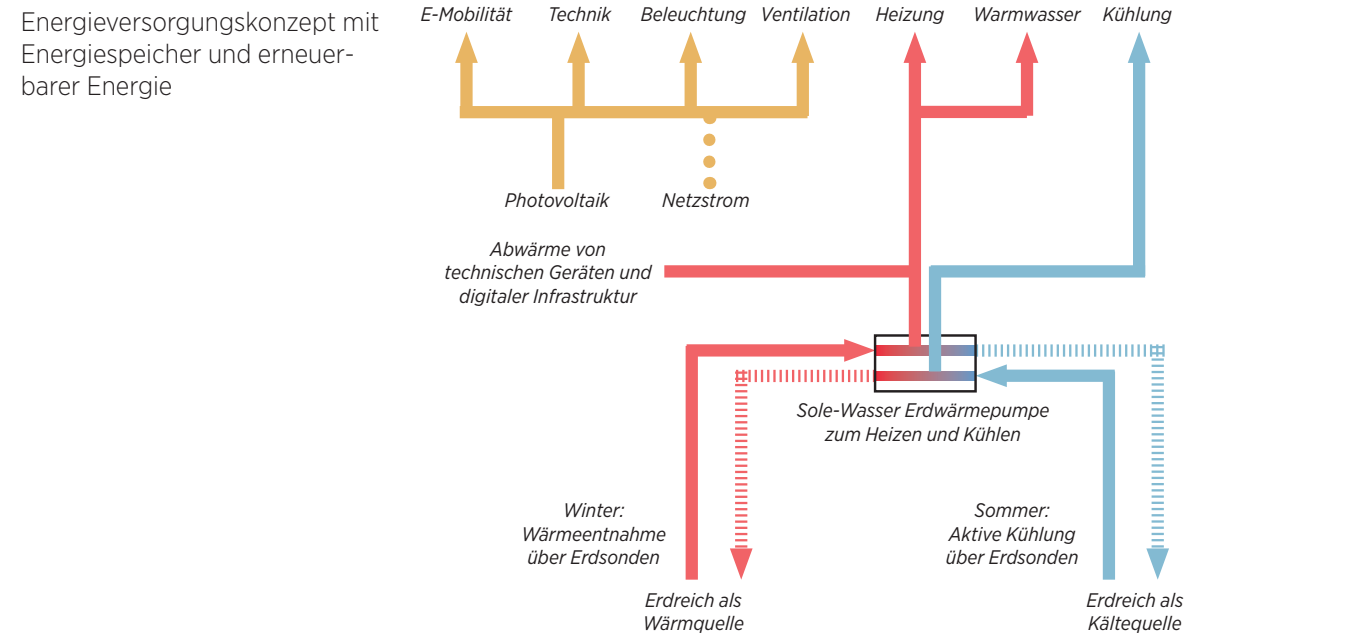 Energieversorgungskonzept mit
Energiespeicher und erneuer-
barer Energie
E-Mobilität
Technik
Beleuchtung
Ventilation
Heizung
Warmwasser
Kühlung
Photovoltaik
Netzstrom
Abwärme von
technischen Geräten und
digitaler Infrastruktur
Sole-Wasser Erdwärmepumpe
zum Heizen und Kühlen
Winter:
Wärmeentnahme
über Erdsonden
Sommer:
Aktive Kühlung
über Erdsonden
Erdreich als
Wärmquelle
Erdreich als
Kältequelle